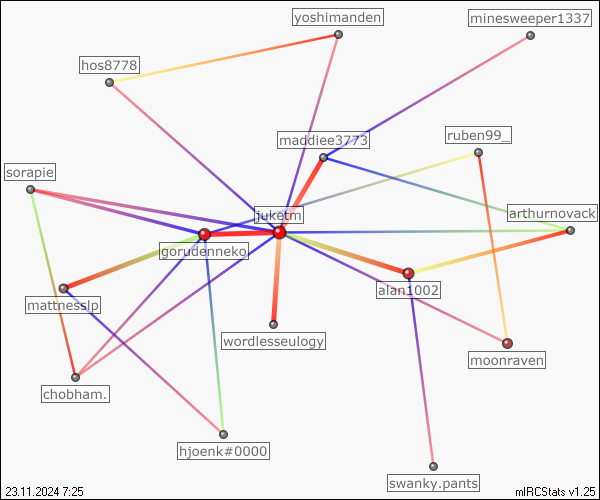 yoshimanden
minesweeper1337
hos8778
maddiee3773
ruben99_
sorapie
juketm
arthurnovack
gorudenneko
alan1002
mattnesslp
wordlesseulogy
moonraven
chobham.
hjoenk#0000
swanky.pants
23.11.2024 7:25
mIRCStats v1.25